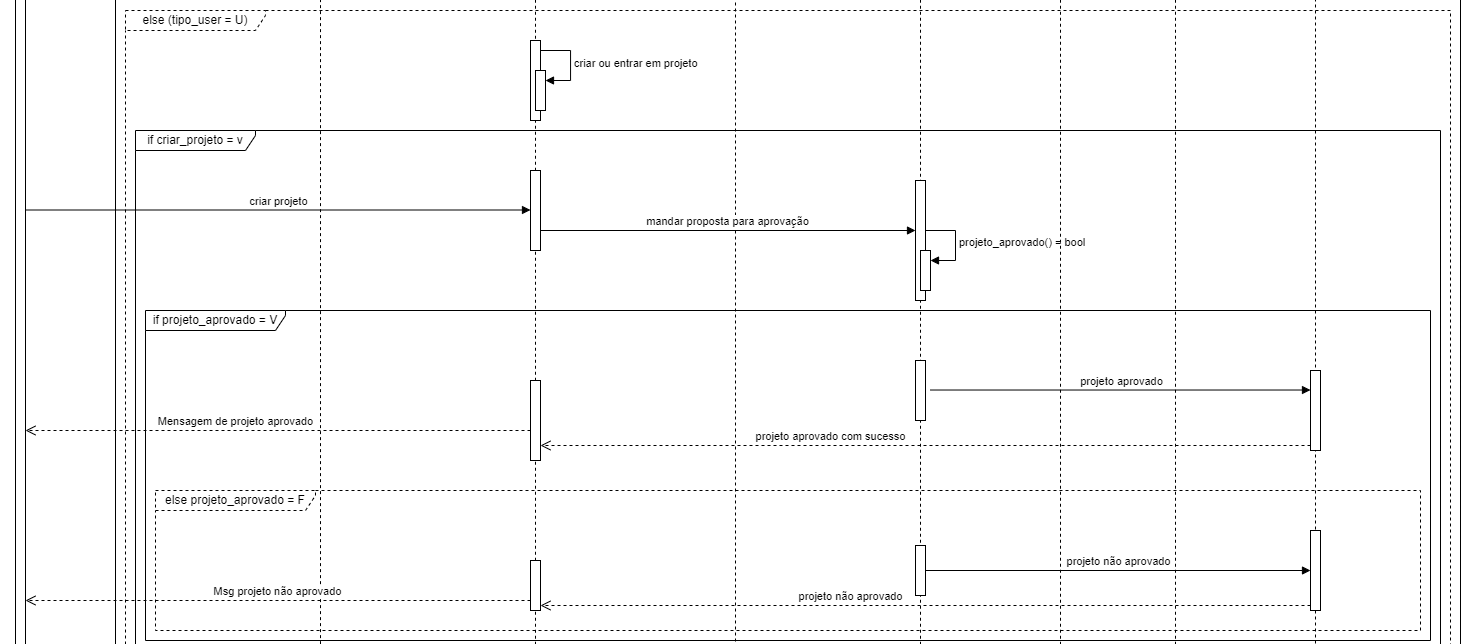 else (tipo_user = U)
criar ou entrar em projeto
if criar_projeto = v
criar projeto
mandar proposta para aprovação
projeto_aprovado() = bool
if projeto_aprovado = V
projeto aprovado
Mensagem de projeto aprovado
projeto aprovado com sucesso
else projeto_aprovado = F
projeto não aprovado
Msg projeto não aprovado
projeto não aprovado